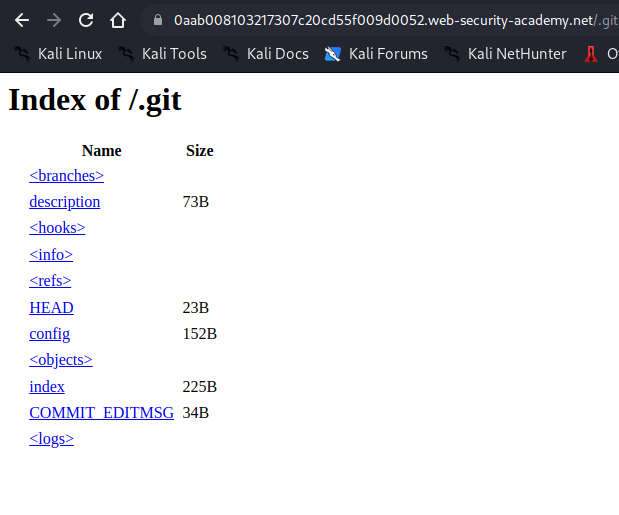 0aab008103217307c20cd55f009d0052.web-security-academy.net/.git
Kali Linux Kali Tools Kali Docs Kali Forums Kali NetHunter
Index of /.git
Name Size
<branches>
description 73B
<hooks>
<info>
<refs>
HEAD 23B
config 152B
<objects>
index 225B
COMMIT_EDITMSG 34B
<logs>